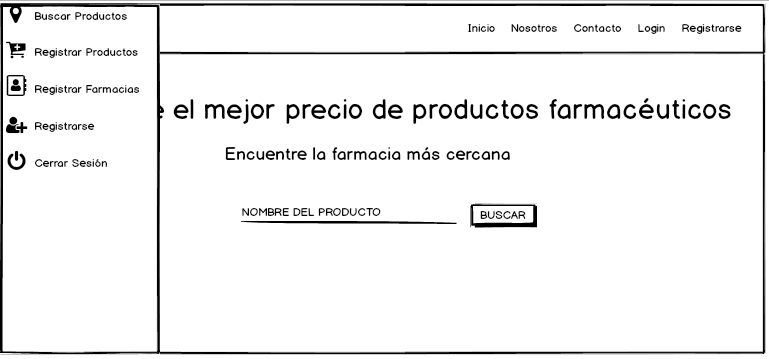 Buscar Productos
Registrar Productos
Registrar Farmacias
Registrarse
Cerrar Sesión
Inicio Nosotros Contacto Login Registrarse
el mejor precio de productos farmacéuticos
Encuentre la farmacia más cercana
NOMBRE DEL PRODUCTO
BUSCAR